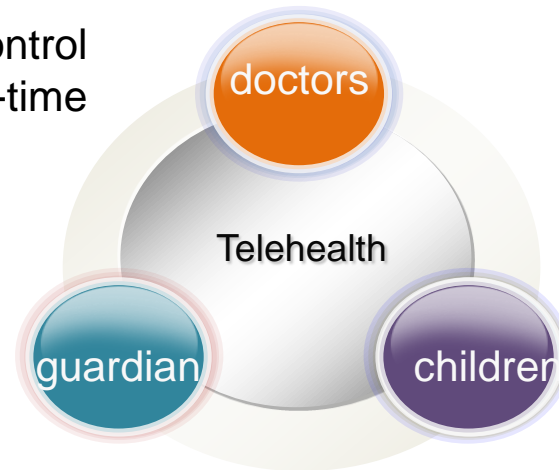 ontrol
-time
doctors
Telehealth
guardian
children